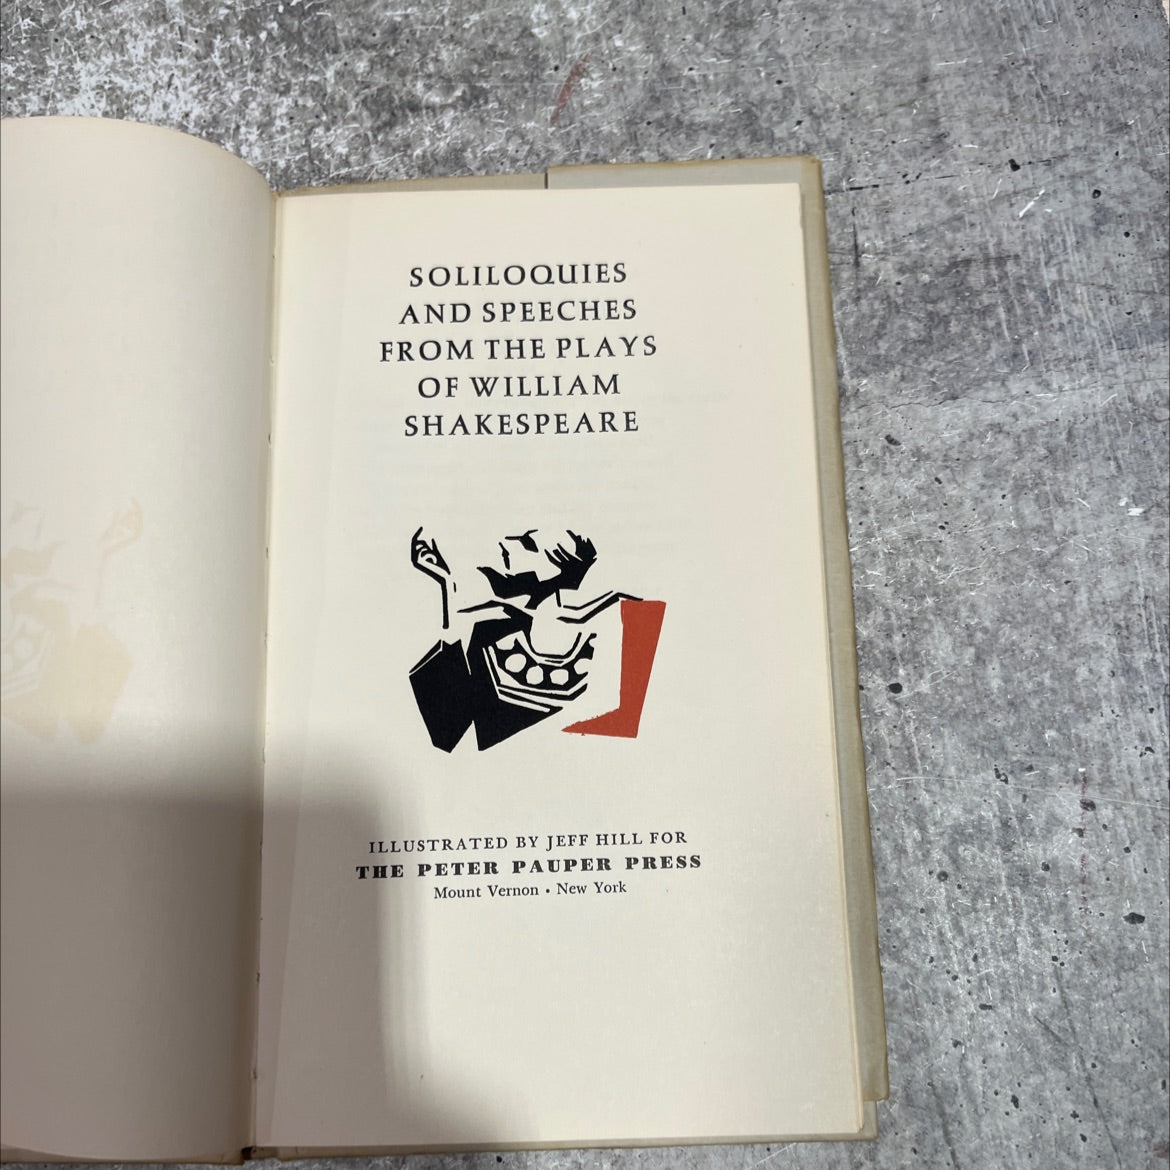 SOLILOQUIES
AND SPEECHES
FROM THE PLAYS
OF WILLIAM
SHAKESPEARE
ILLUSTRATED BY JEFF HILL FOR
THE PETER PAUPER PRESS
Mount Vernon • New York